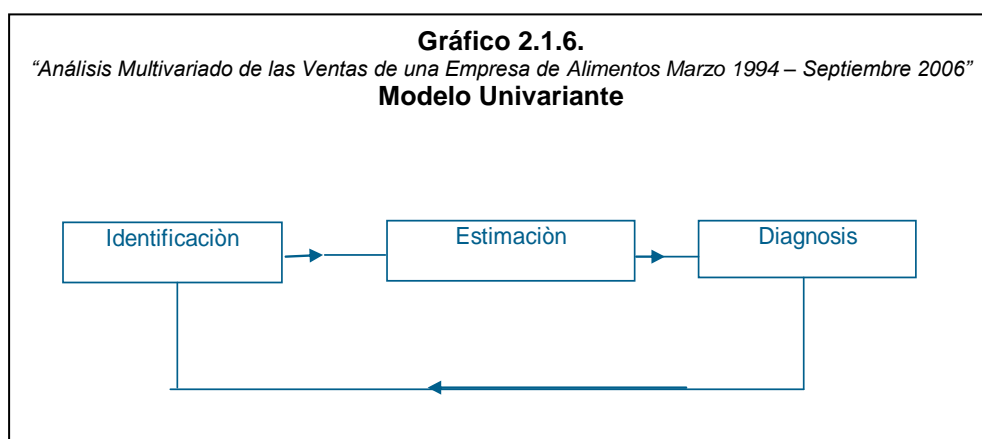 Gráfico 2.1.6.
“Análisis Multivariado de las Ventas de una Empresa de Alimentos Marzo 1994 – Septiembre 2006”
Modelo Univariante
Identificaciòn
Estimaciòn
Diagnosis